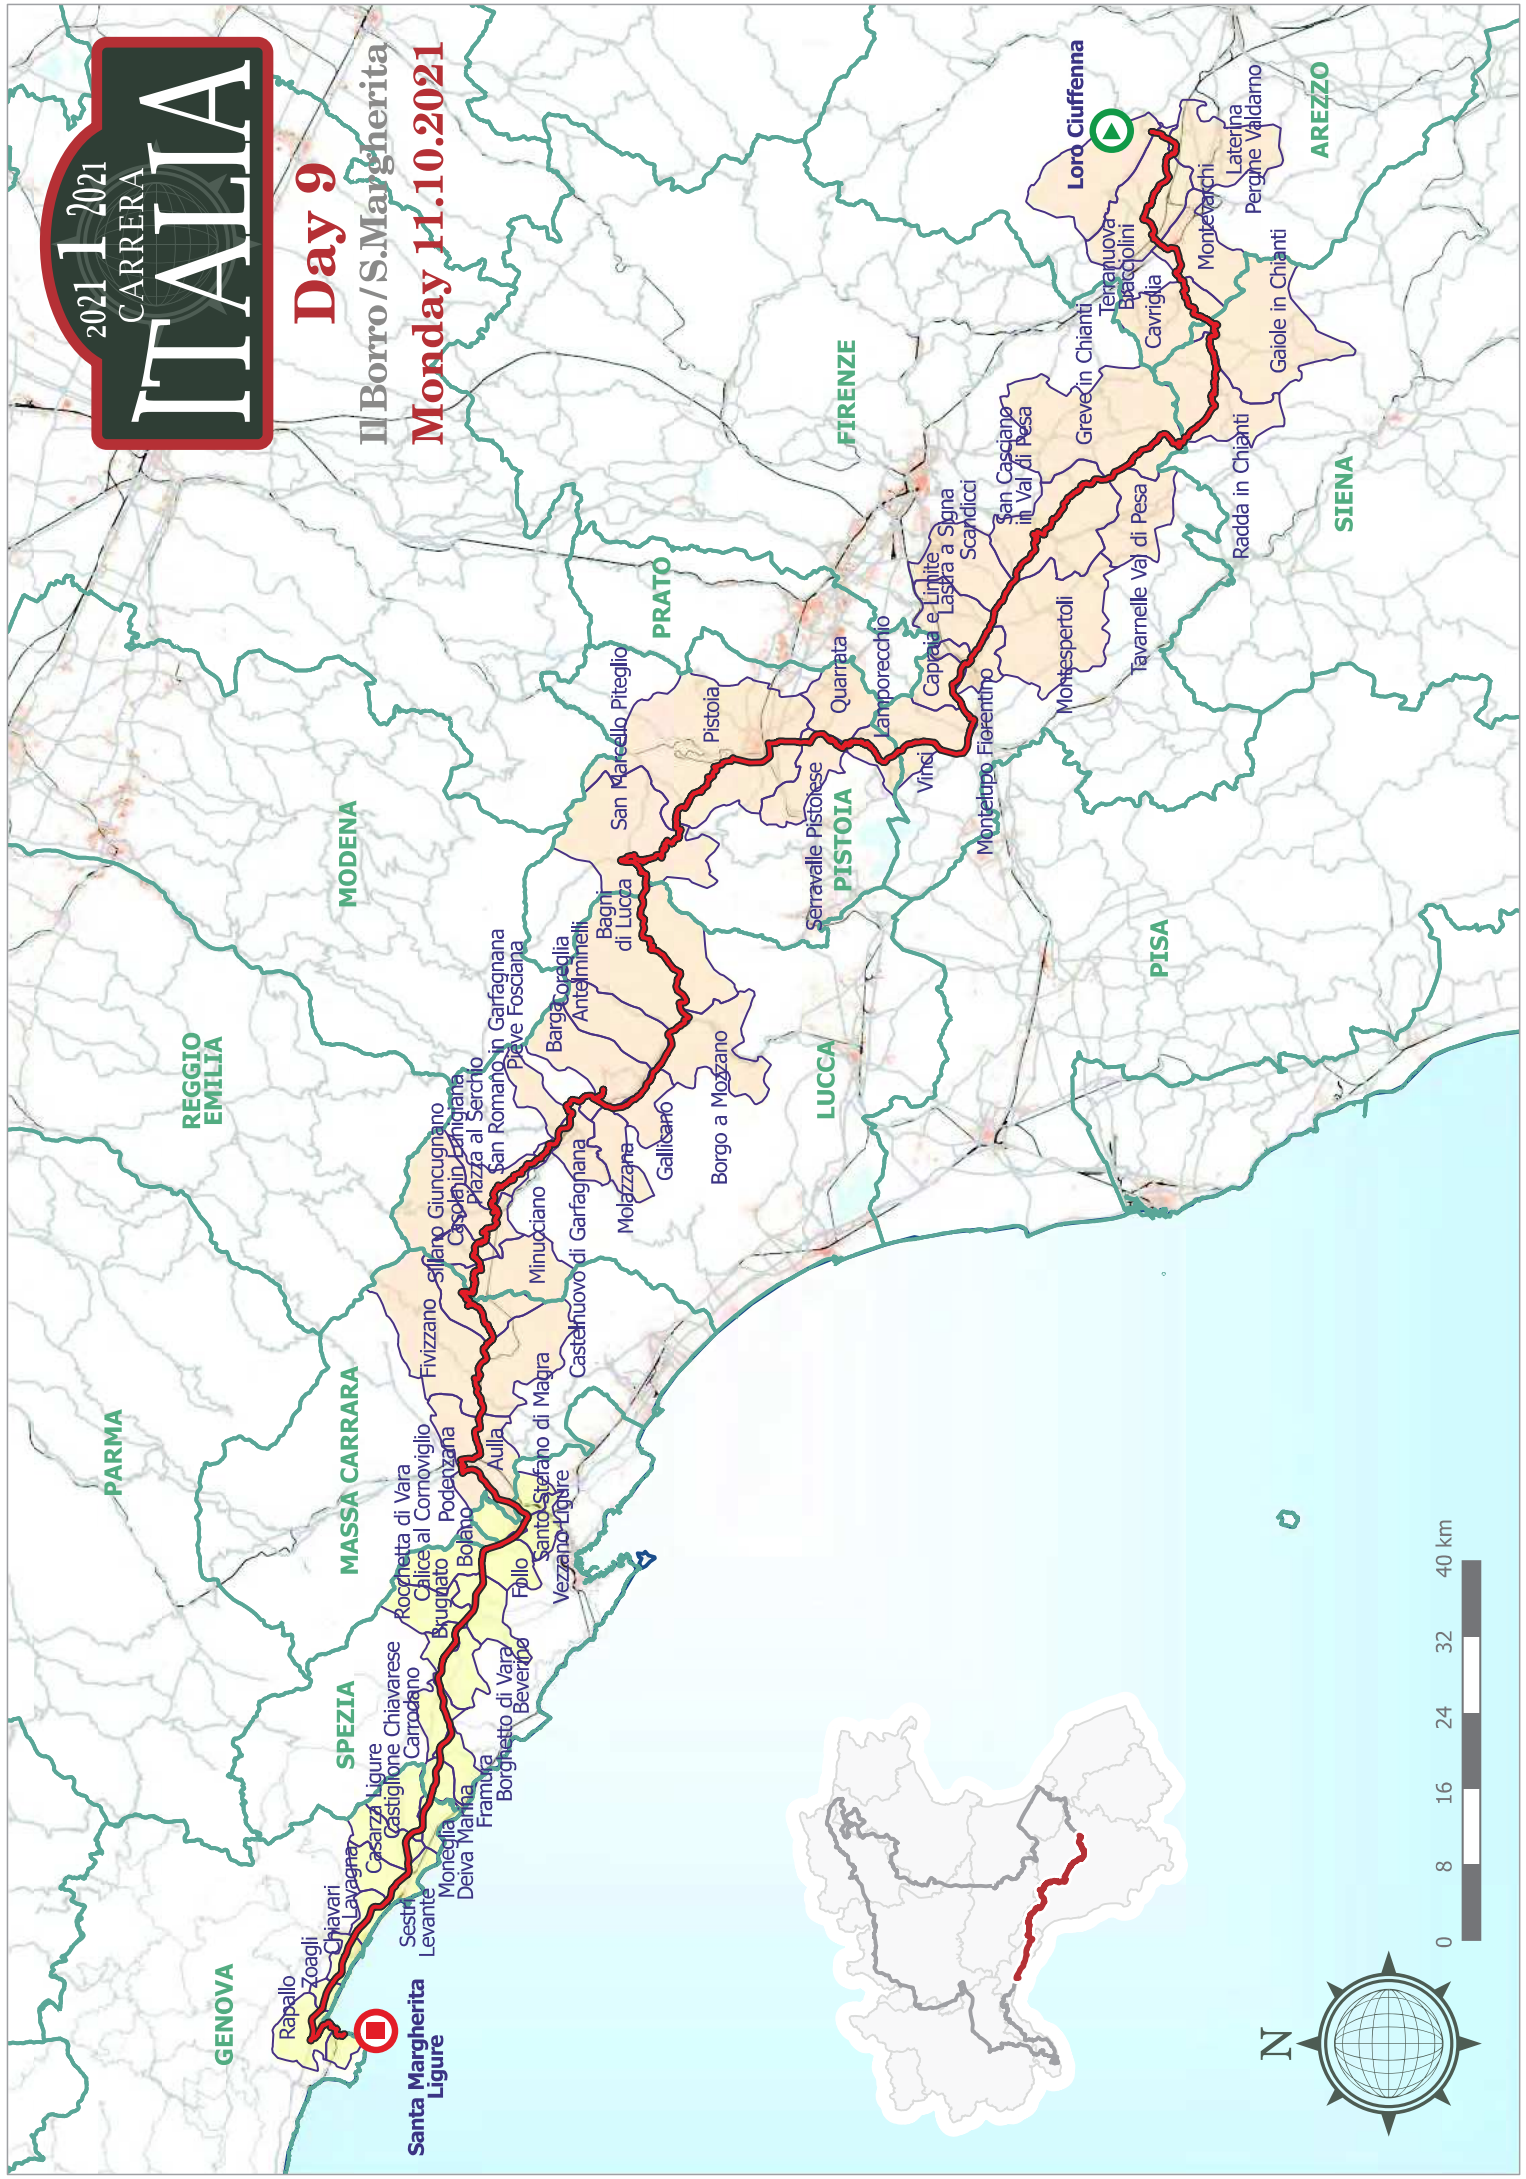 2021 1 2021
CARRERA
ITALIA
Day 9
Il Borro/S.Margherita
Monday 11.10.2021
GENOVA
SPEZIA
PARMA
MASSA CARRARA
REGGIO
EMILIA
MODENA
PRATO
FIRENZE
PISTOIA
LUCCA
PISA
SIENA
AREZZO
Santa Margherita
Ligure
Rapallo
Zoagli
Chiavari
Lavagna
Sestri
Levante
Casarza Ligure
Castiglione Chiavarese
Moneglia
Deiva Marina
Framura
Carrodano
Borghetto di Vara
Beverino
Brugnato
Rocchetta di Vara
Calice al Cornoviglio
Podenzana
Bolano
Follo
Vezzano Ligure
Santo Stefano di Magra
Aulla
Fivizzano
Sillano Giuncugnano
Casola in Lunigiana
Piazza al Serchio
San Romano in Garfagnana
Pieve Fosciana
Minucciano
Castelnuovo di Garfagnana
Molazzana
Gallicano
Borgo a Mozzano
Barga
Coreglia
Antelminelli
Bagni
di Lucca
San Marcello Piteglio
Pistoia
Serravalle Pistoiese
Quarrata
Lamporecchio
Vinci
Capraia e Limite
Montelupo Fiorentino
Lastra a Signa
Scandicci
Montespertoli
San Casciano
in Val di Pesa
Tavarnelle Val di Pesa
Greve in Chianti
Radda in Chianti
Gaiole in Chianti
Cavriglia
Terranuova
Bracciolini
Montevarchi
Laterina
Pergine Valdarno
Loro Ciuffenna
N
0 8 16 24 32 40 km